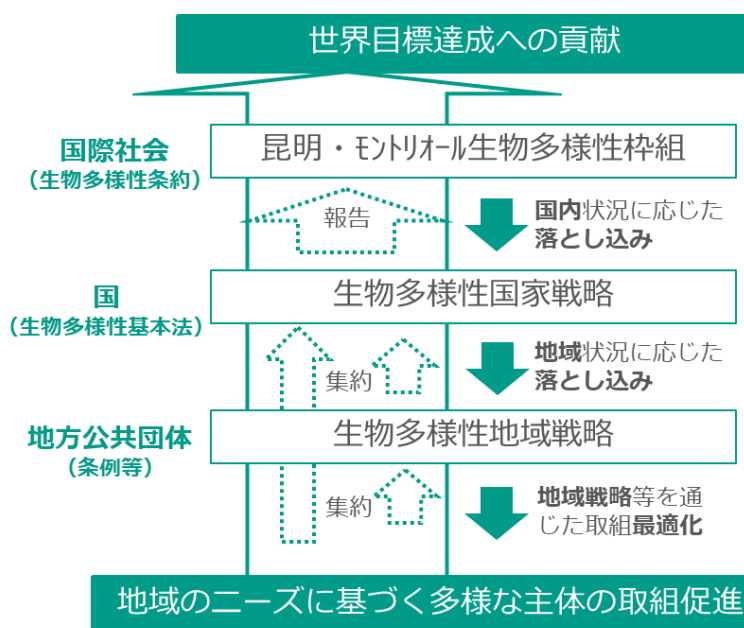 世界目標達成への貢献
国際社会
（生物多様性条約）
昆明・ﾓﾝﾄﾘｵｰﾙ生物多様性枠組
報告
国内状況に応じた
落とし込み
国
（生物多様性基本法）
生物多様性国家戦略
集約
地域状況に応じた
落とし込み
地方公共団体
（条例等）
生物多様性地域戦略
集約
地域戦略等を通
じた取組最適化
地域のニーズに基づく多様な主体の取組促進